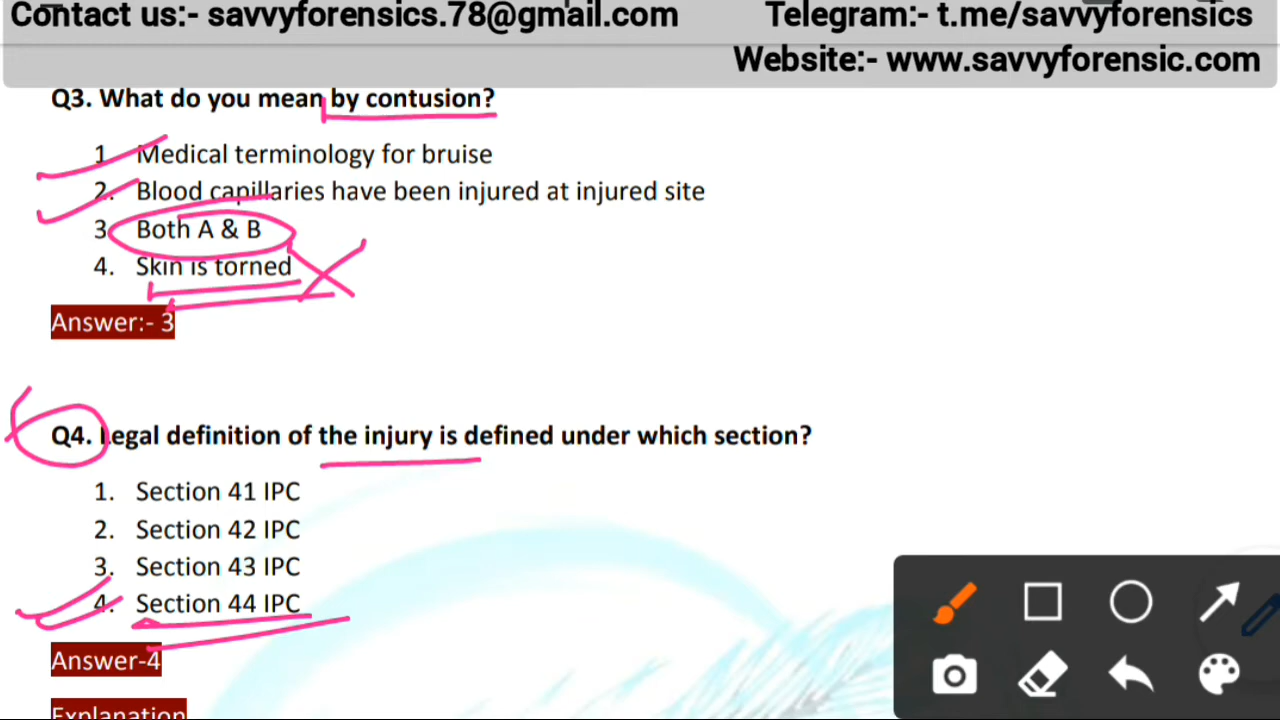 Contact us:- savvyforensics.78@gmail.com Telegram:- t.me/savvyforensics
Website:- www.savvyforensic.com
Q3. What do you mean by contusion?
1. Medical terminology for bruise
2. Blood capillaries have been injured at injured site
3. Both A & B
4. Skin is torned
Answer:- 3
Q4. Legal definition of the injury is defined under which section?
1. Section 41 IPC
2. Section 42 IPC
3. Section 43 IPC
4. Section 44 IPC
Answer-4
Explanation